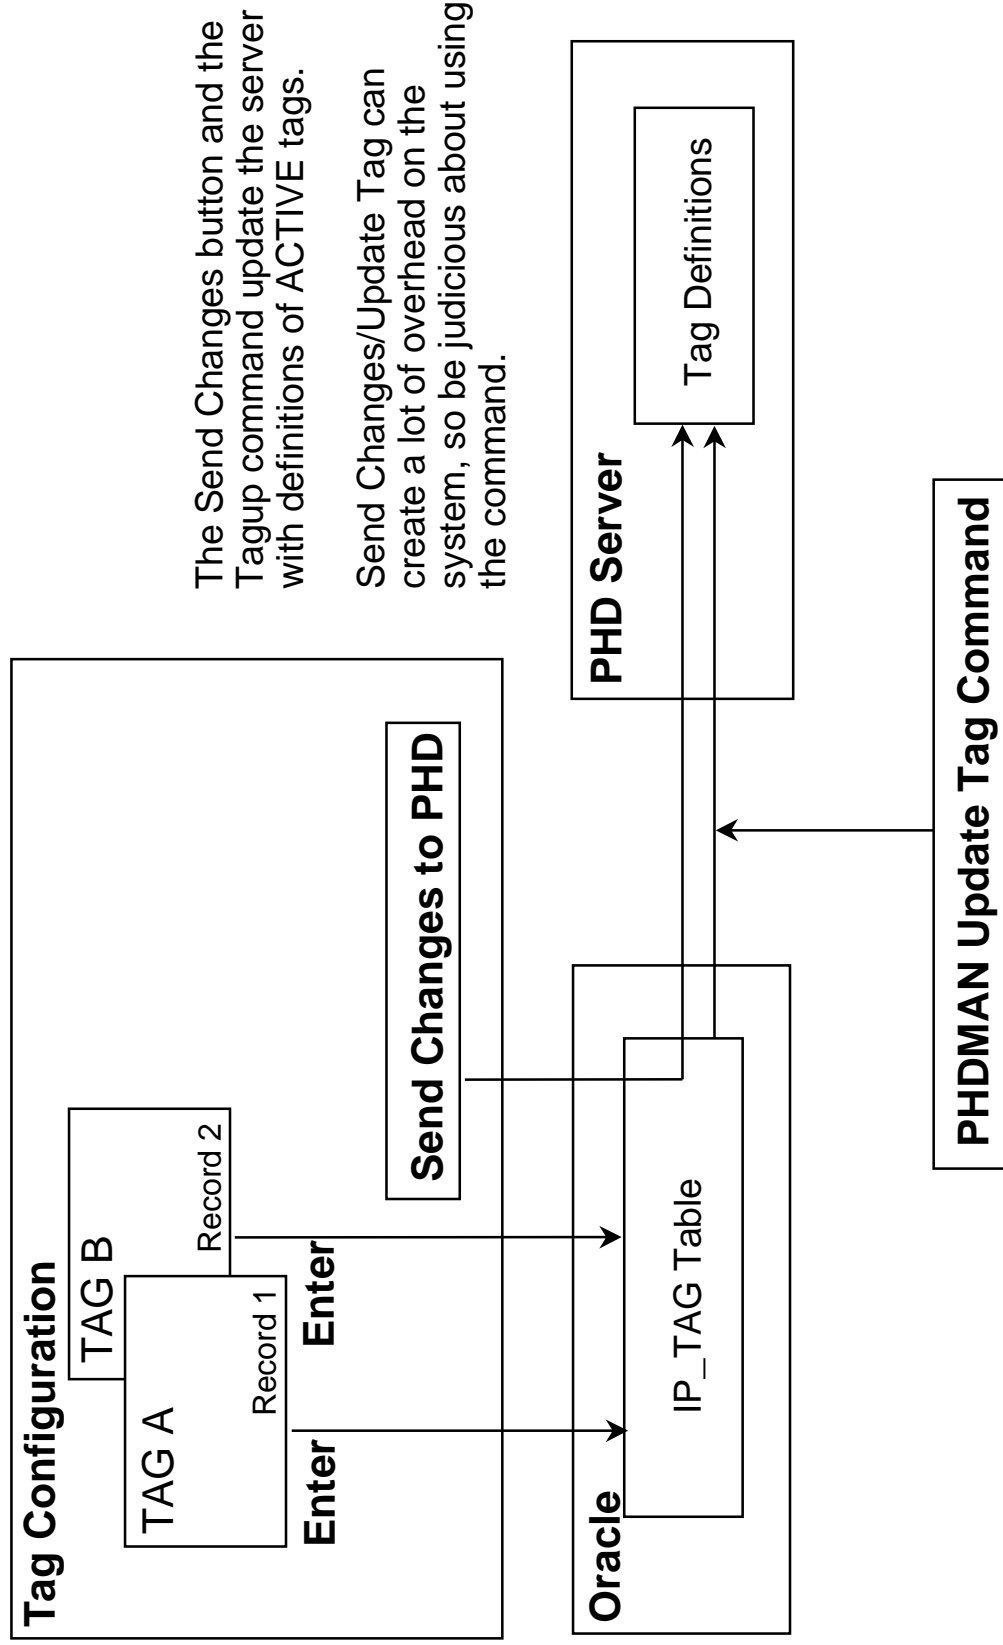 Tag Configuration
TAG B
Record 2
TAG A
Record 1
Enter
Enter
Send Changes to PHD
The Send Changes button and the
Tagup command update the server
with definitions of ACTIVE tags.
Send Changes/Update Tag can
create a lot of overhead on the
system, so be judicious about using
the command.
Oracle
IP_TAG Table
PHD Server
Tag Definitions
PHDMAN Update Tag Command